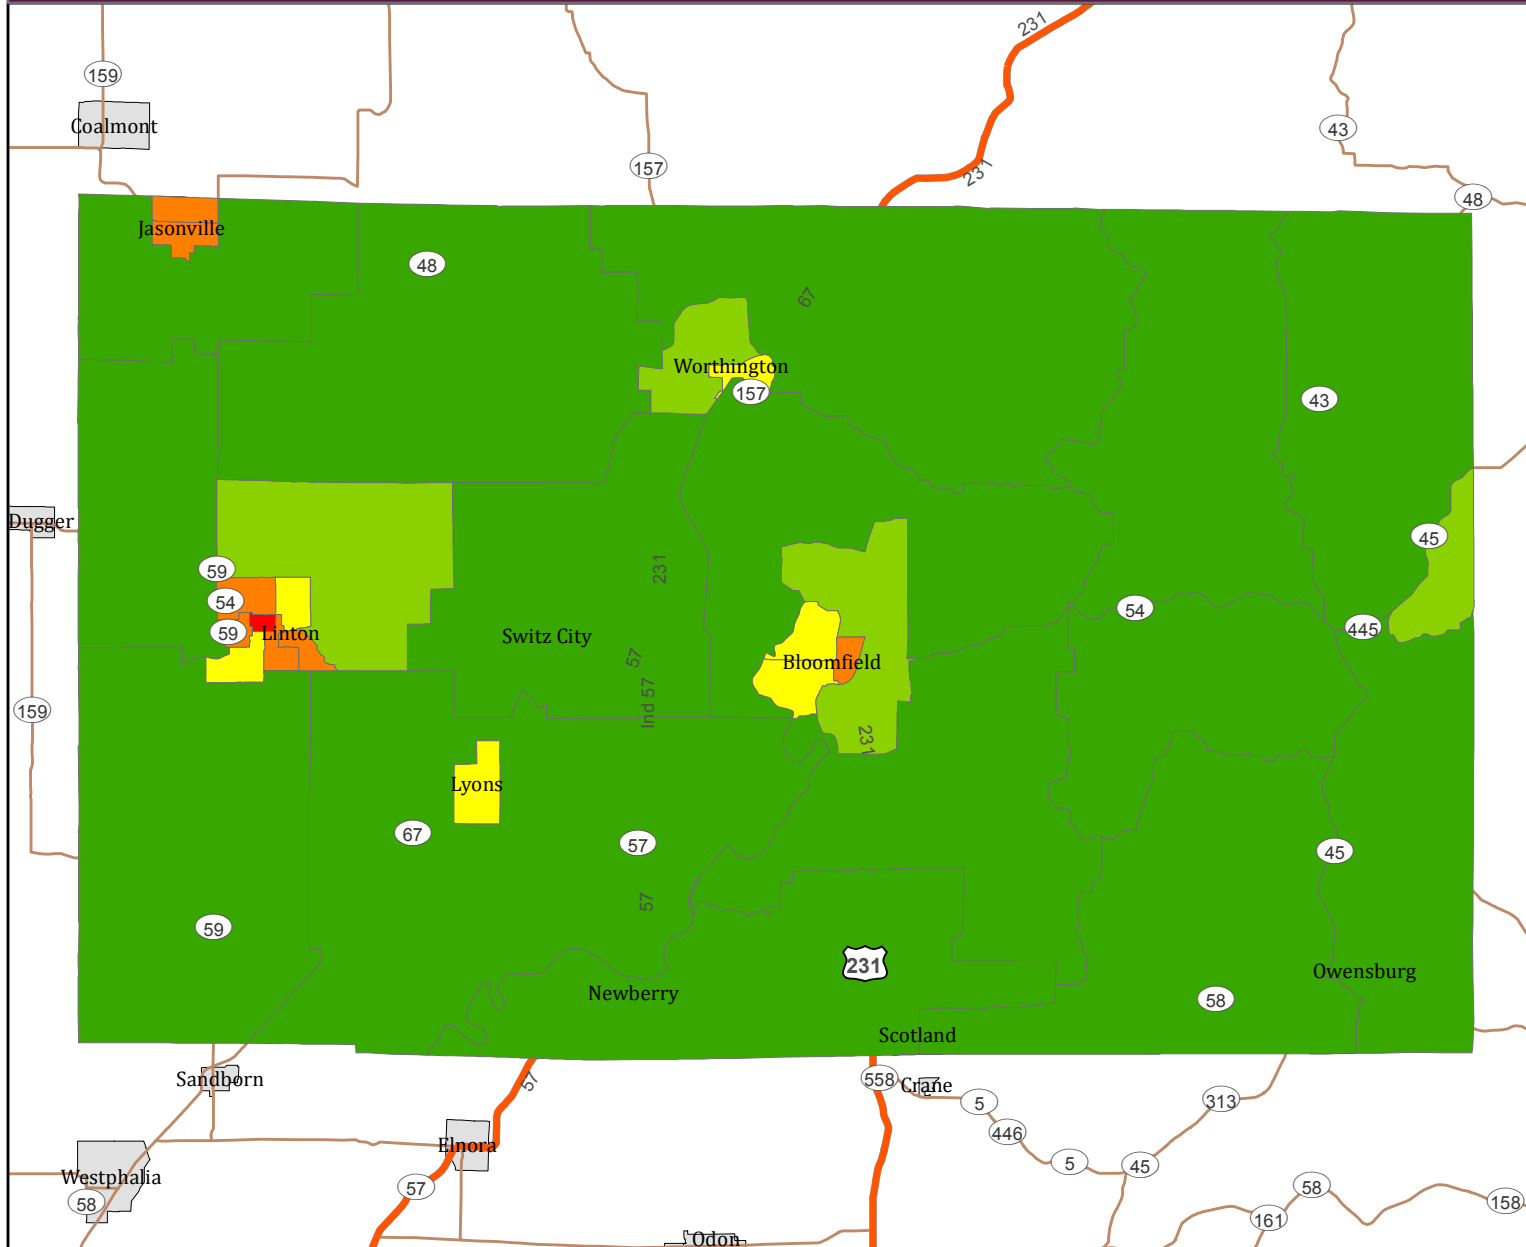 231
159
Coalmont
43
157
231
48
Jasonville
48
67
Worthington
157
43
Dugger
45
59
231
54
54
59
Linton
445
Switz City
57
Bloomfield
Ind 57
159
231
Lyons
67
57
45
57
59
231
Owensburg
Newberry
58
Scotland
Sandborn
57
558
Crane
5
313
446
Elnora
5
45
Westphalia
57
58
58
158
161
Odon